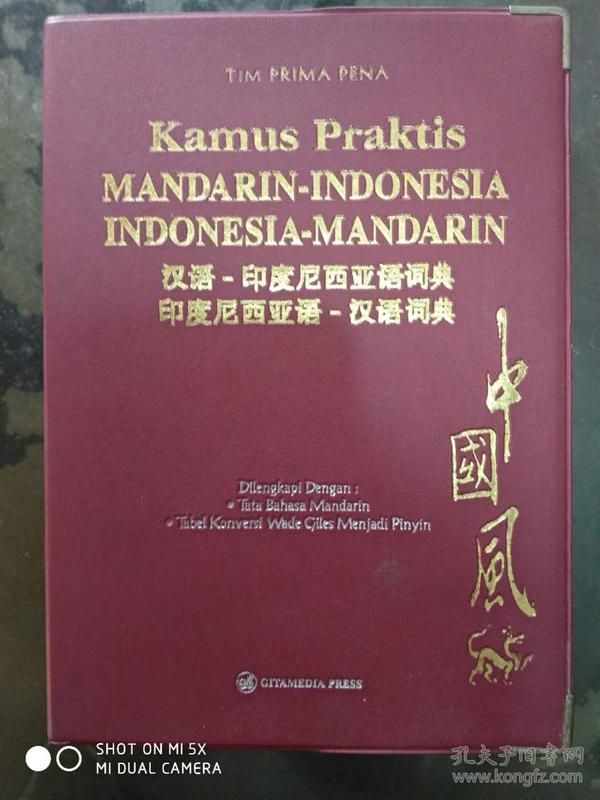 TIM PRIMA PENA
Kamus Praktis
MANDARIN-INDONESIA
INDONESIA-MANDARIN
汉语-印度尼西亚语词典
印度尼西亚语-汉语词典
中國風
Dilengkapi Dengan :
• Tata Bahasa Mandarin
• Tabel Konversi Wade Giles Menjadi Pinyin
GITAMEDIA PRESS
SHOT ON MI 5X
MI DUAL CAMERA
孔夫子旧书网
www.kongfz.com